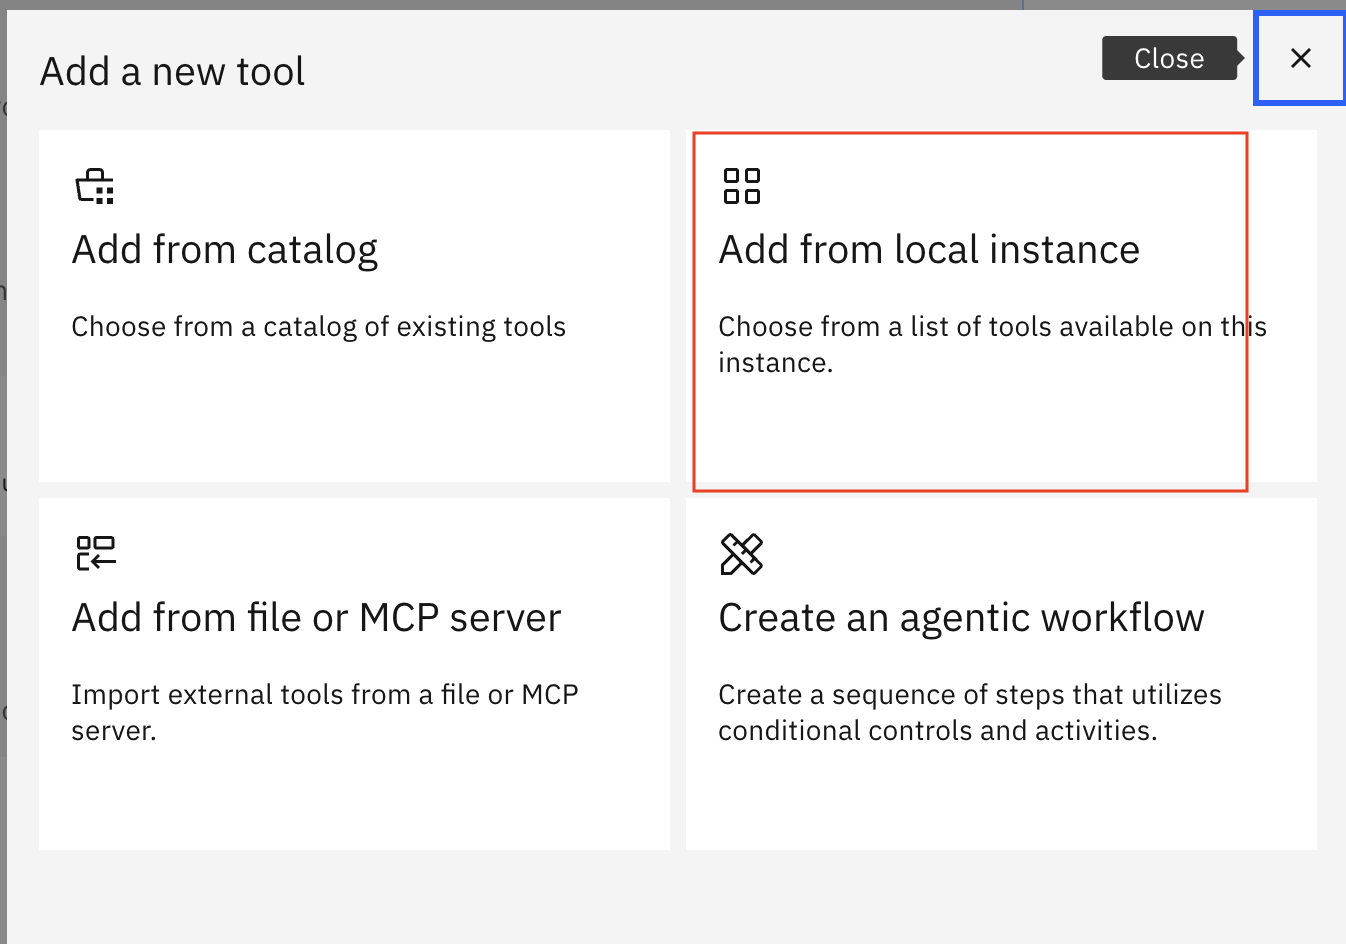 Add a new tool
Close
Add from catalog
Choose from a catalog of existing tools
Add from local instance
Choose from a list of tools available on this
instance.
Add from file or MCP server
Import external tools from a file or MCP
server.
Create an agentic workflow
Create a sequence of steps that utilizes
conditional controls and activities.